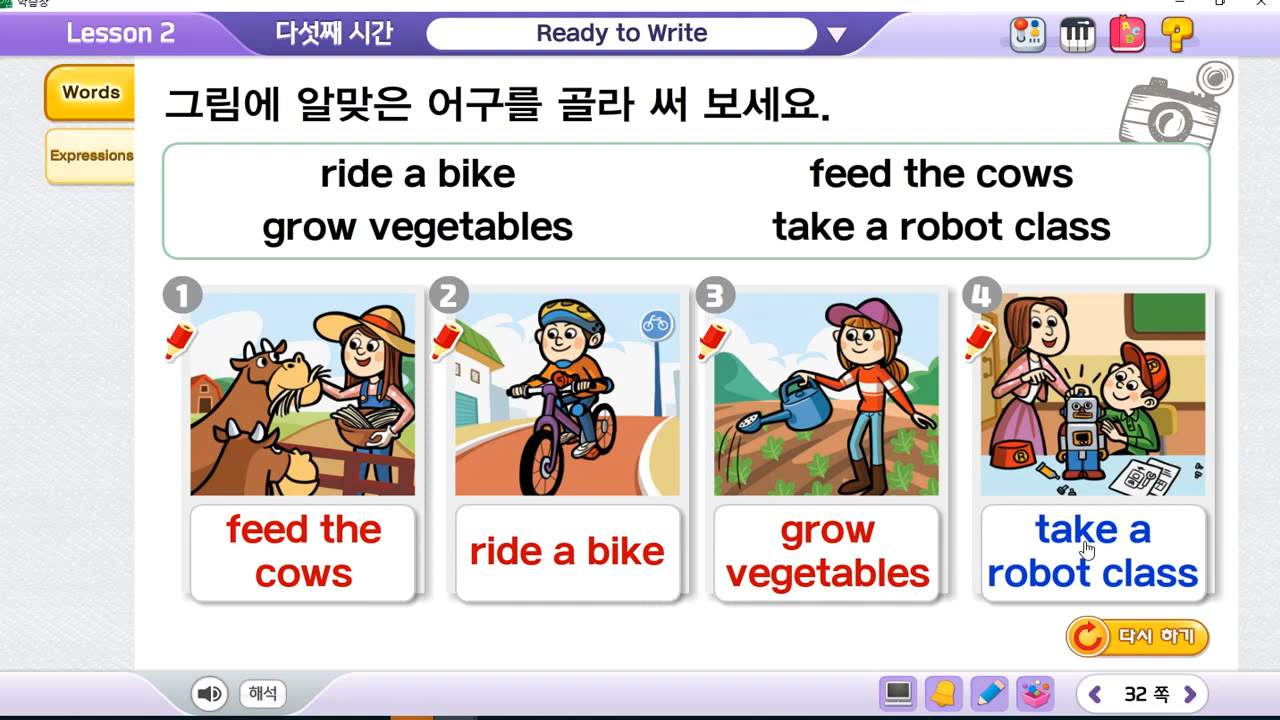 학습창
Lesson 2
다섯째 시간
Ready to Write
Words
Expressions
그림에 알맞은 어구를 골라 써 보세요.
ride a bike
feed the cows
grow vegetables
take a robot class
1
2
3
4
feed the
cows
ride a bike
grow
vegetables
take a
robot class
다시 하기
해석
32 쪽